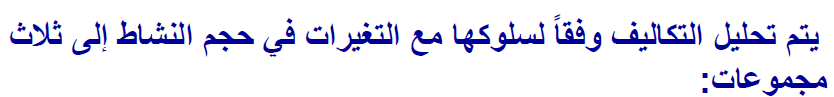 يتم تحليل التكاليف وفقاً لسلوكها مع التغيرات في حجم النشاط إلى ثلاث
مجموعات: